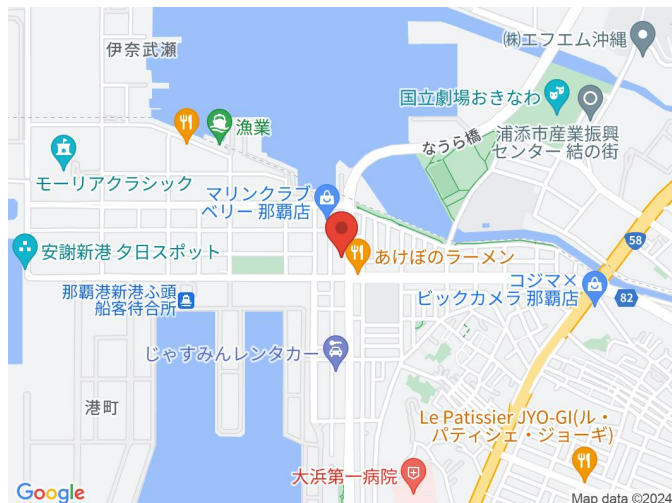 伊奈武瀬
㈱エフエム沖縄
国立劇場おきなわ
漁業
なうら橋
浦添市産業振興
センター 結の街
モーリアクラシック
マリンクラブ
ベリー 那覇店
58
安謝新港 夕日スポット
あけぼのラーメン
コジマ×
ビックカメラ 那覇店
82
那覇港新港ふ頭
船客待合所
じゃすみんレンタカー
港町
Le Patissier JYO-GI(ル・
パティシェ・ジョーギ)
大浜第一病院
Google
Map data ©2024